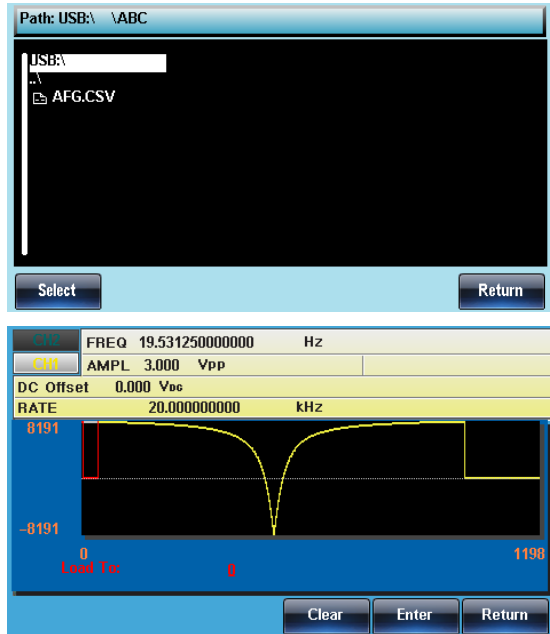 Path: USB:\ \ABC
USB:\
..\
AFG.CSV
Select Return
CH2 FREQ 19.531250000000 Hz
CH1 AMPL 3.000 Vpp
DC Offset 0.000 VDC
RATE 20.000000000 kHz
8191
-8191
0 1198
Load To: 0
Clear Enter Return